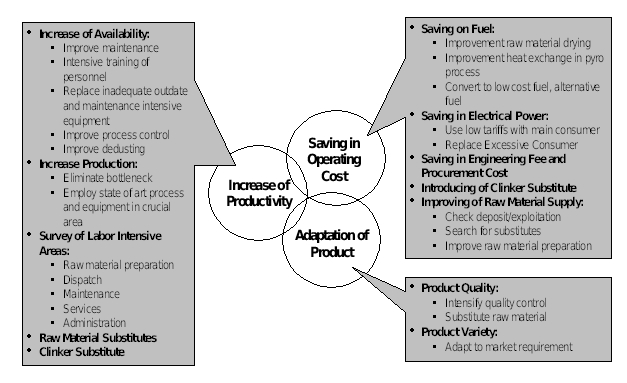 • Increase of Availability:
▪ Improve maintenance
▪ Intensive training of
personnel
▪ Replace inadequate outdate
and maintenance intensive
equipment
▪ Improve process control
▪ Improve dedusting
• Increase Production:
▪ Eliminate bottleneck
▪ Employ state of art process
and equipment in crucial
area
• Survey of Labor Intensive
Areas:
▪ Raw material preparation
▪ Dispatch
▪ Maintenance
▪ Services
▪ Administration
• Raw Material Substitutes
• Clinker Substitute
Increase of
Productivity
Saving in
Operating
Cost
Adaptation of
Product
• Saving on Fuel:
▪ Improvement raw material drying
▪ Improvement heat exchange in pyro
process
▪ Convert to low cost fuel, alternative
fuel
• Saving in Electrical Power:
▪ Use low tariffs with main consumer
▪ Replace Excessive Consumer
• Saving in Engineering Fee and
Procurement Cost
• Introducing of Clinker Substitute
• Improving of Raw Material Supply:
▪ Check deposit/exploitation
▪ Search for substitutes
▪ Improve raw material preparation
• Product Quality:
▪ Intensify quality control
▪ Substitute raw material
• Product Variety:
▪ Adapt to market requirement